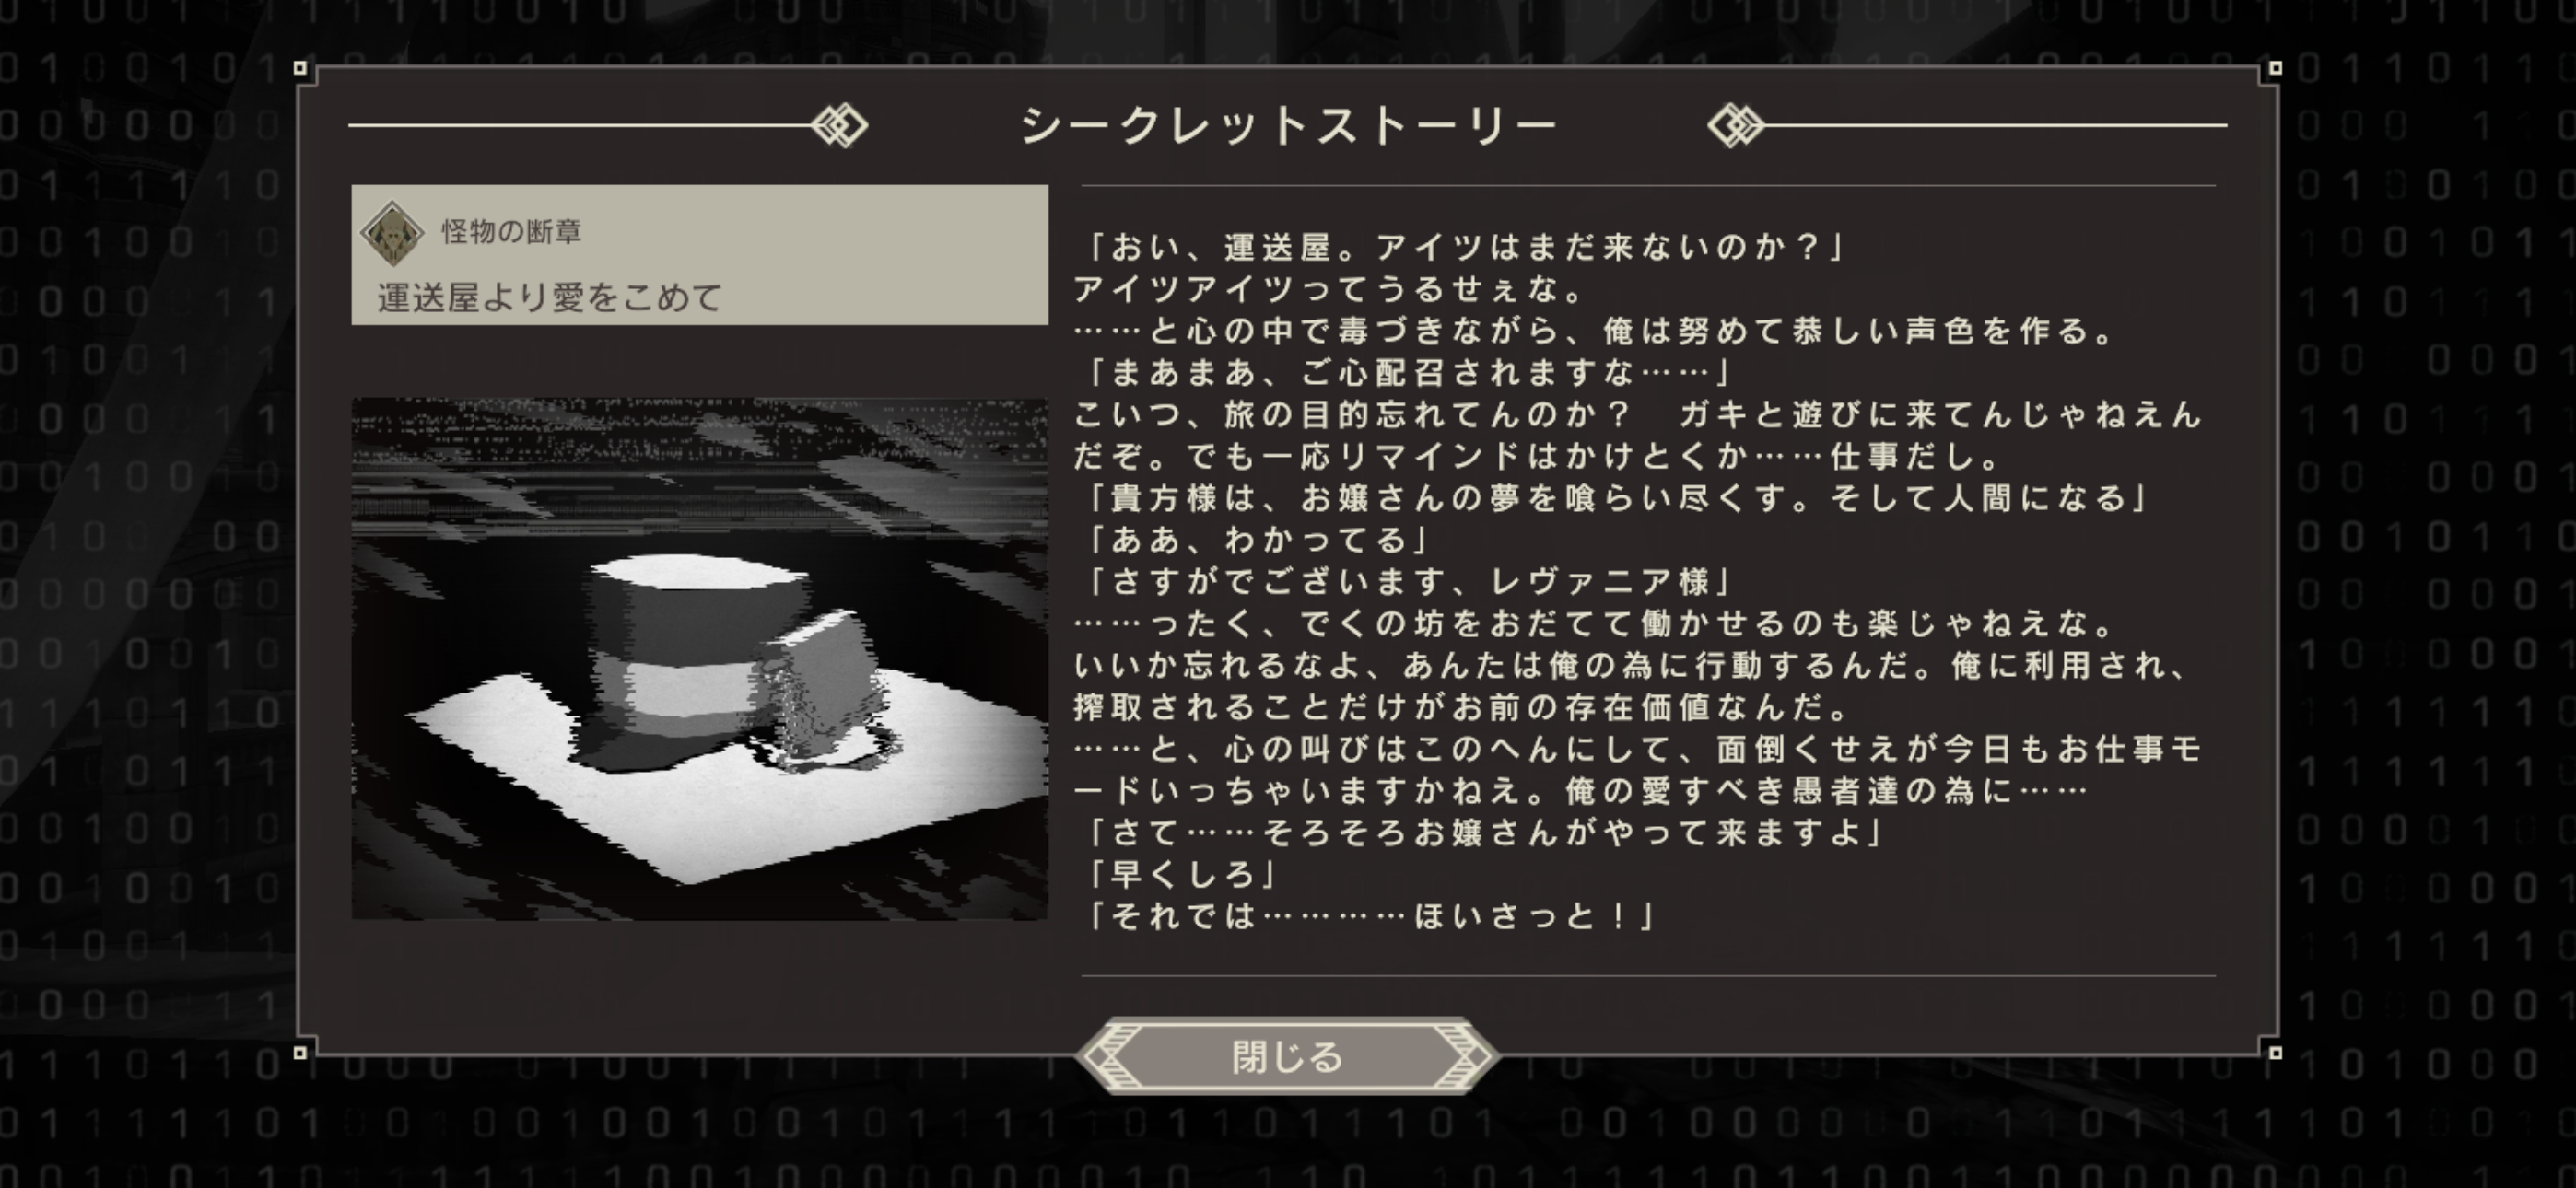 シークレットストーリー
怪物の断章
運送屋より愛をこめて
「おい、運送屋。アイツはまだ来ないのか？」
アイツアイツってうるせぇな。
……と心の中で毒づきながら、俺は努めて恭しい声色を作る。
「まあまあ、ご心配召されますな……」
こいつ、旅の目的忘れてんのか？　ガキと遊びに来てんじゃねえん
だぞ。でも一応リマインドはかけとくか……仕事だし。
「貴方様は、お嬢さんの夢を喰らい尽くす。そして人間になる」
「ああ、わかってる」
「さすがでございます、レヴァニア様」
……ったく、でくの坊をおだてて働かせるのも楽じゃねえな。
いいか忘れるなよ、あんたは俺の為に行動するんだ。俺に利用され、
搾取されることだけがお前の存在価値なんだ。
……と、心の叫びはこのへんにして、面倒くせえが今日もお仕事モ
ードいっちゃいますかねえ。俺の愛すべき愚者達の為に……
「さて……そろそろお嬢さんがやって来ますよ」
「早くしろ」
「それでは…………ほいさっと！」
閉じる